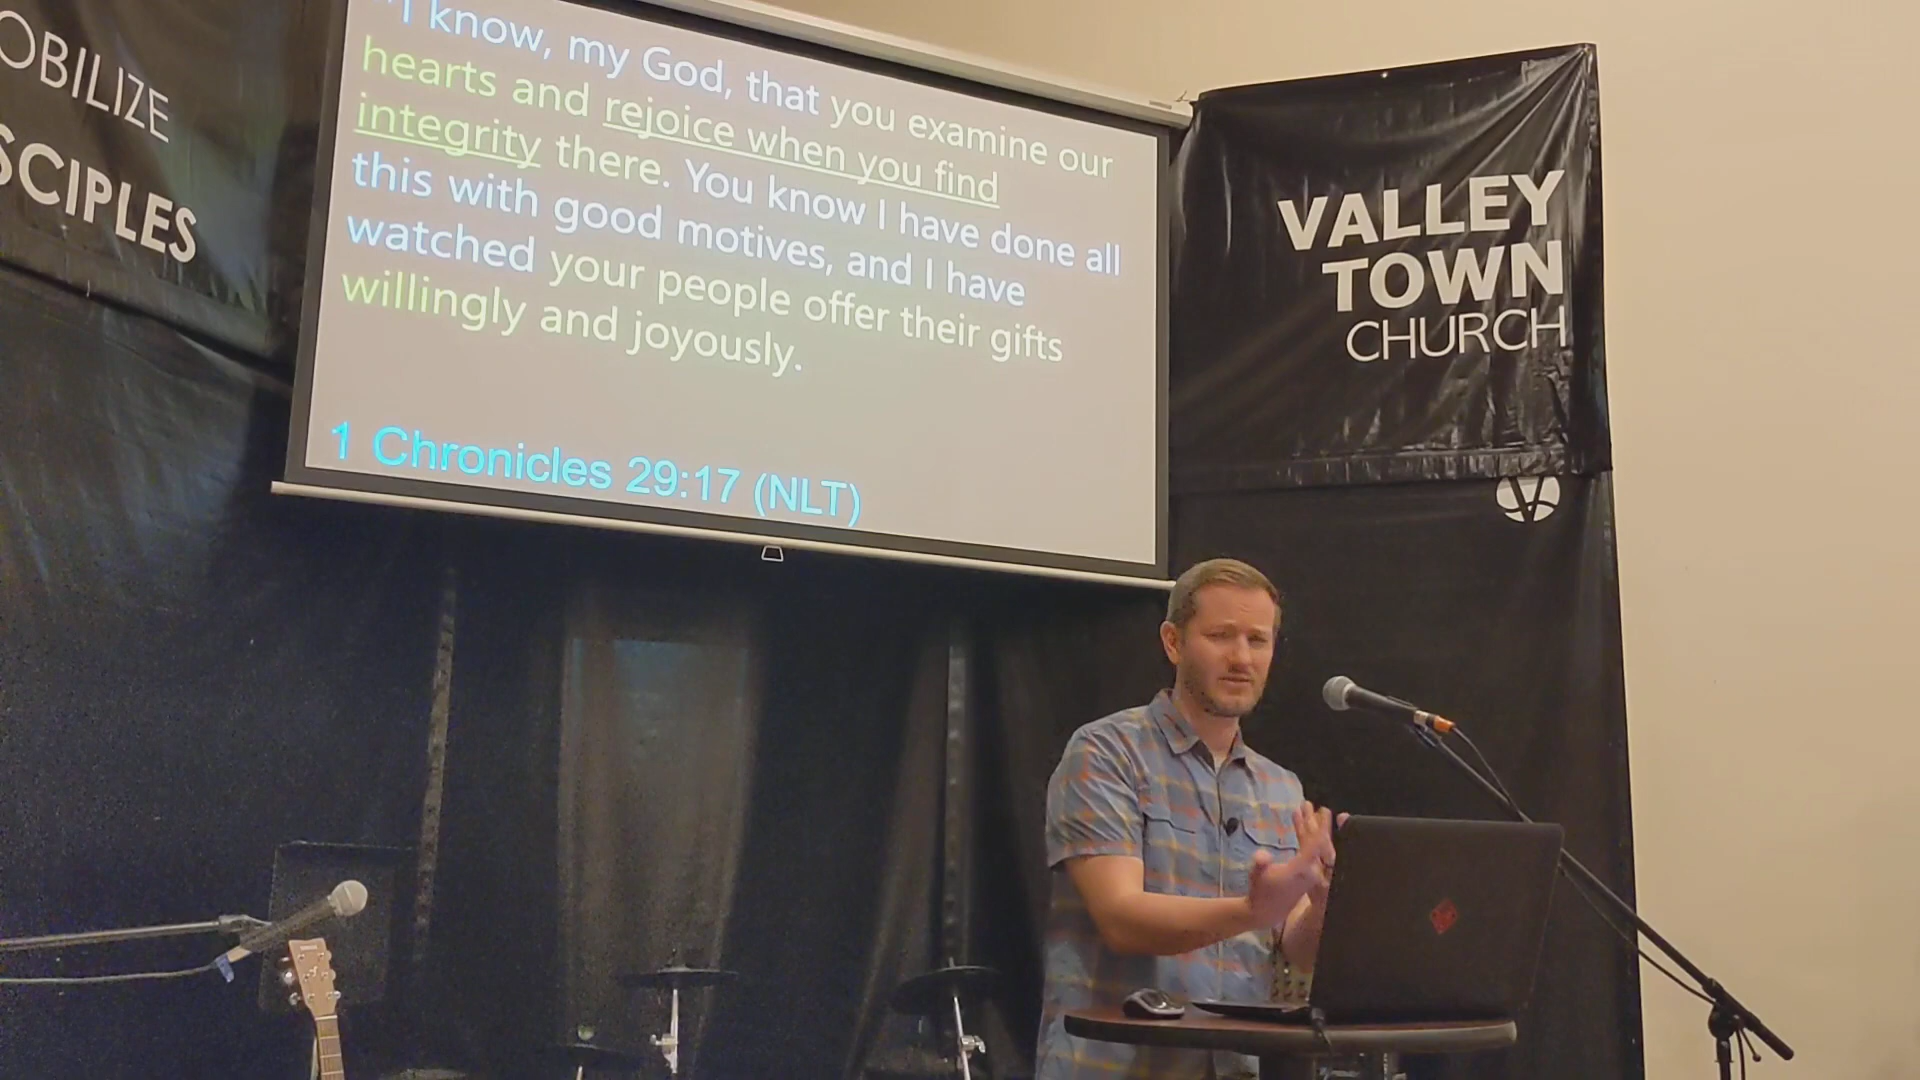 OBILIZE
SCIPLES
"I know, my God, that you examine our
hearts and rejoice when you find
integrity there. You know I have done all
this with good motives, and I have
watched your people offer their gifts
willingly and joyously.
1 Chronicles 29:17 (NLT)
VALLEY
TOWN
CHURCH